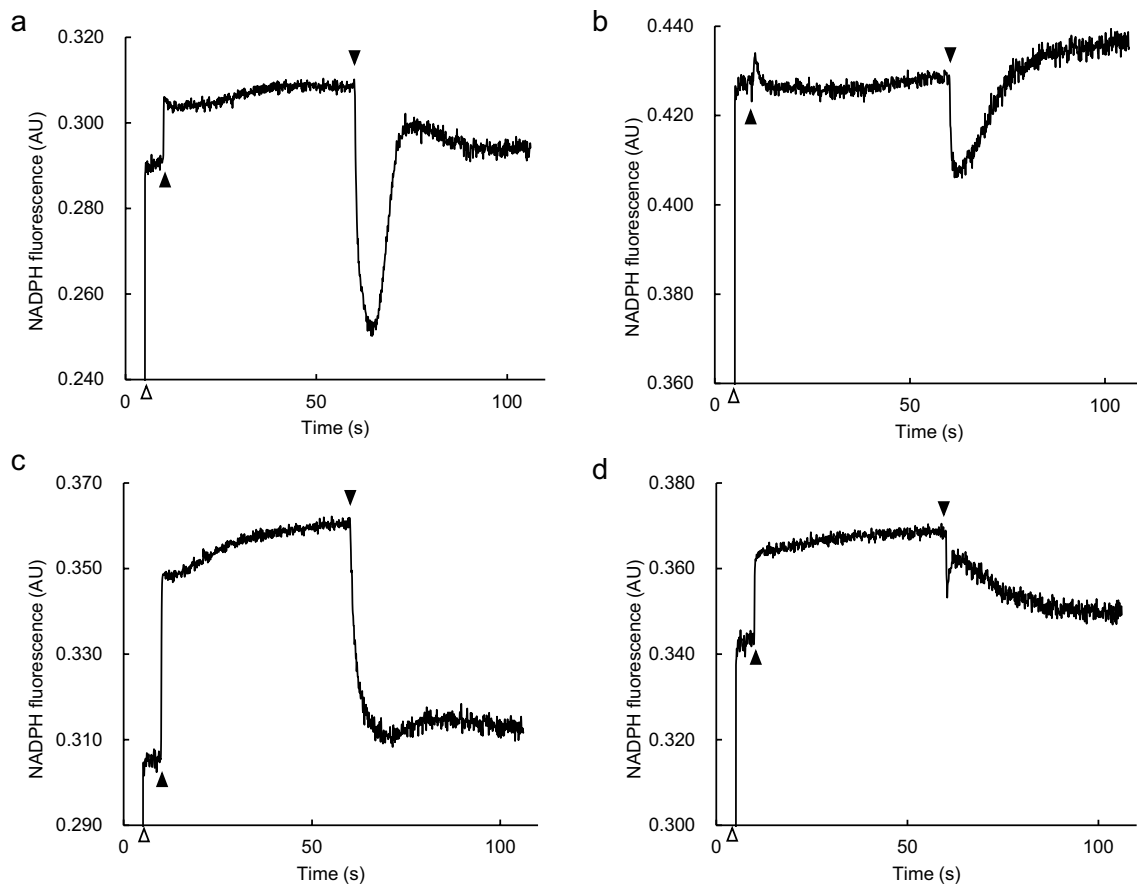 a
NADPH fluorescence (AU)
0.320
0.300
0.280
0.260
0.240
0
50
100
Time (s)
b
NADPH fluorescence (AU)
0.440
0.420
0.400
0.380
0.360
0
50
100
Time (s)
c
NADPH fluorescence (AU)
0.370
0.350
0.330
0.310
0.290
0
50
100
Time (s)
d
NADPH fluorescence (AU)
0.380
0.360
0.340
0.320
0.300
0
50
100
Time (s)